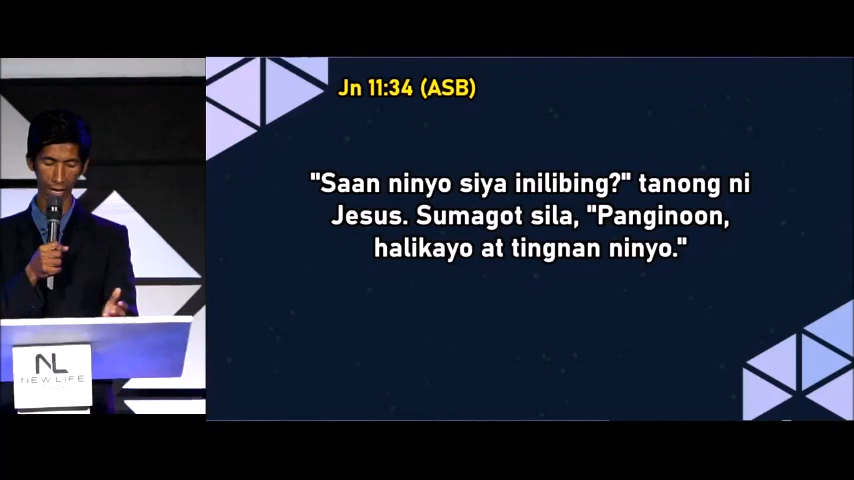 Jn 11:34 (ASB)
"Saan ninyo siya inilibing?" tanong ni
Jesus. Sumagot sila, "Panginoon,
halikayo at tingnan ninyo."
NL
NEW LIFE